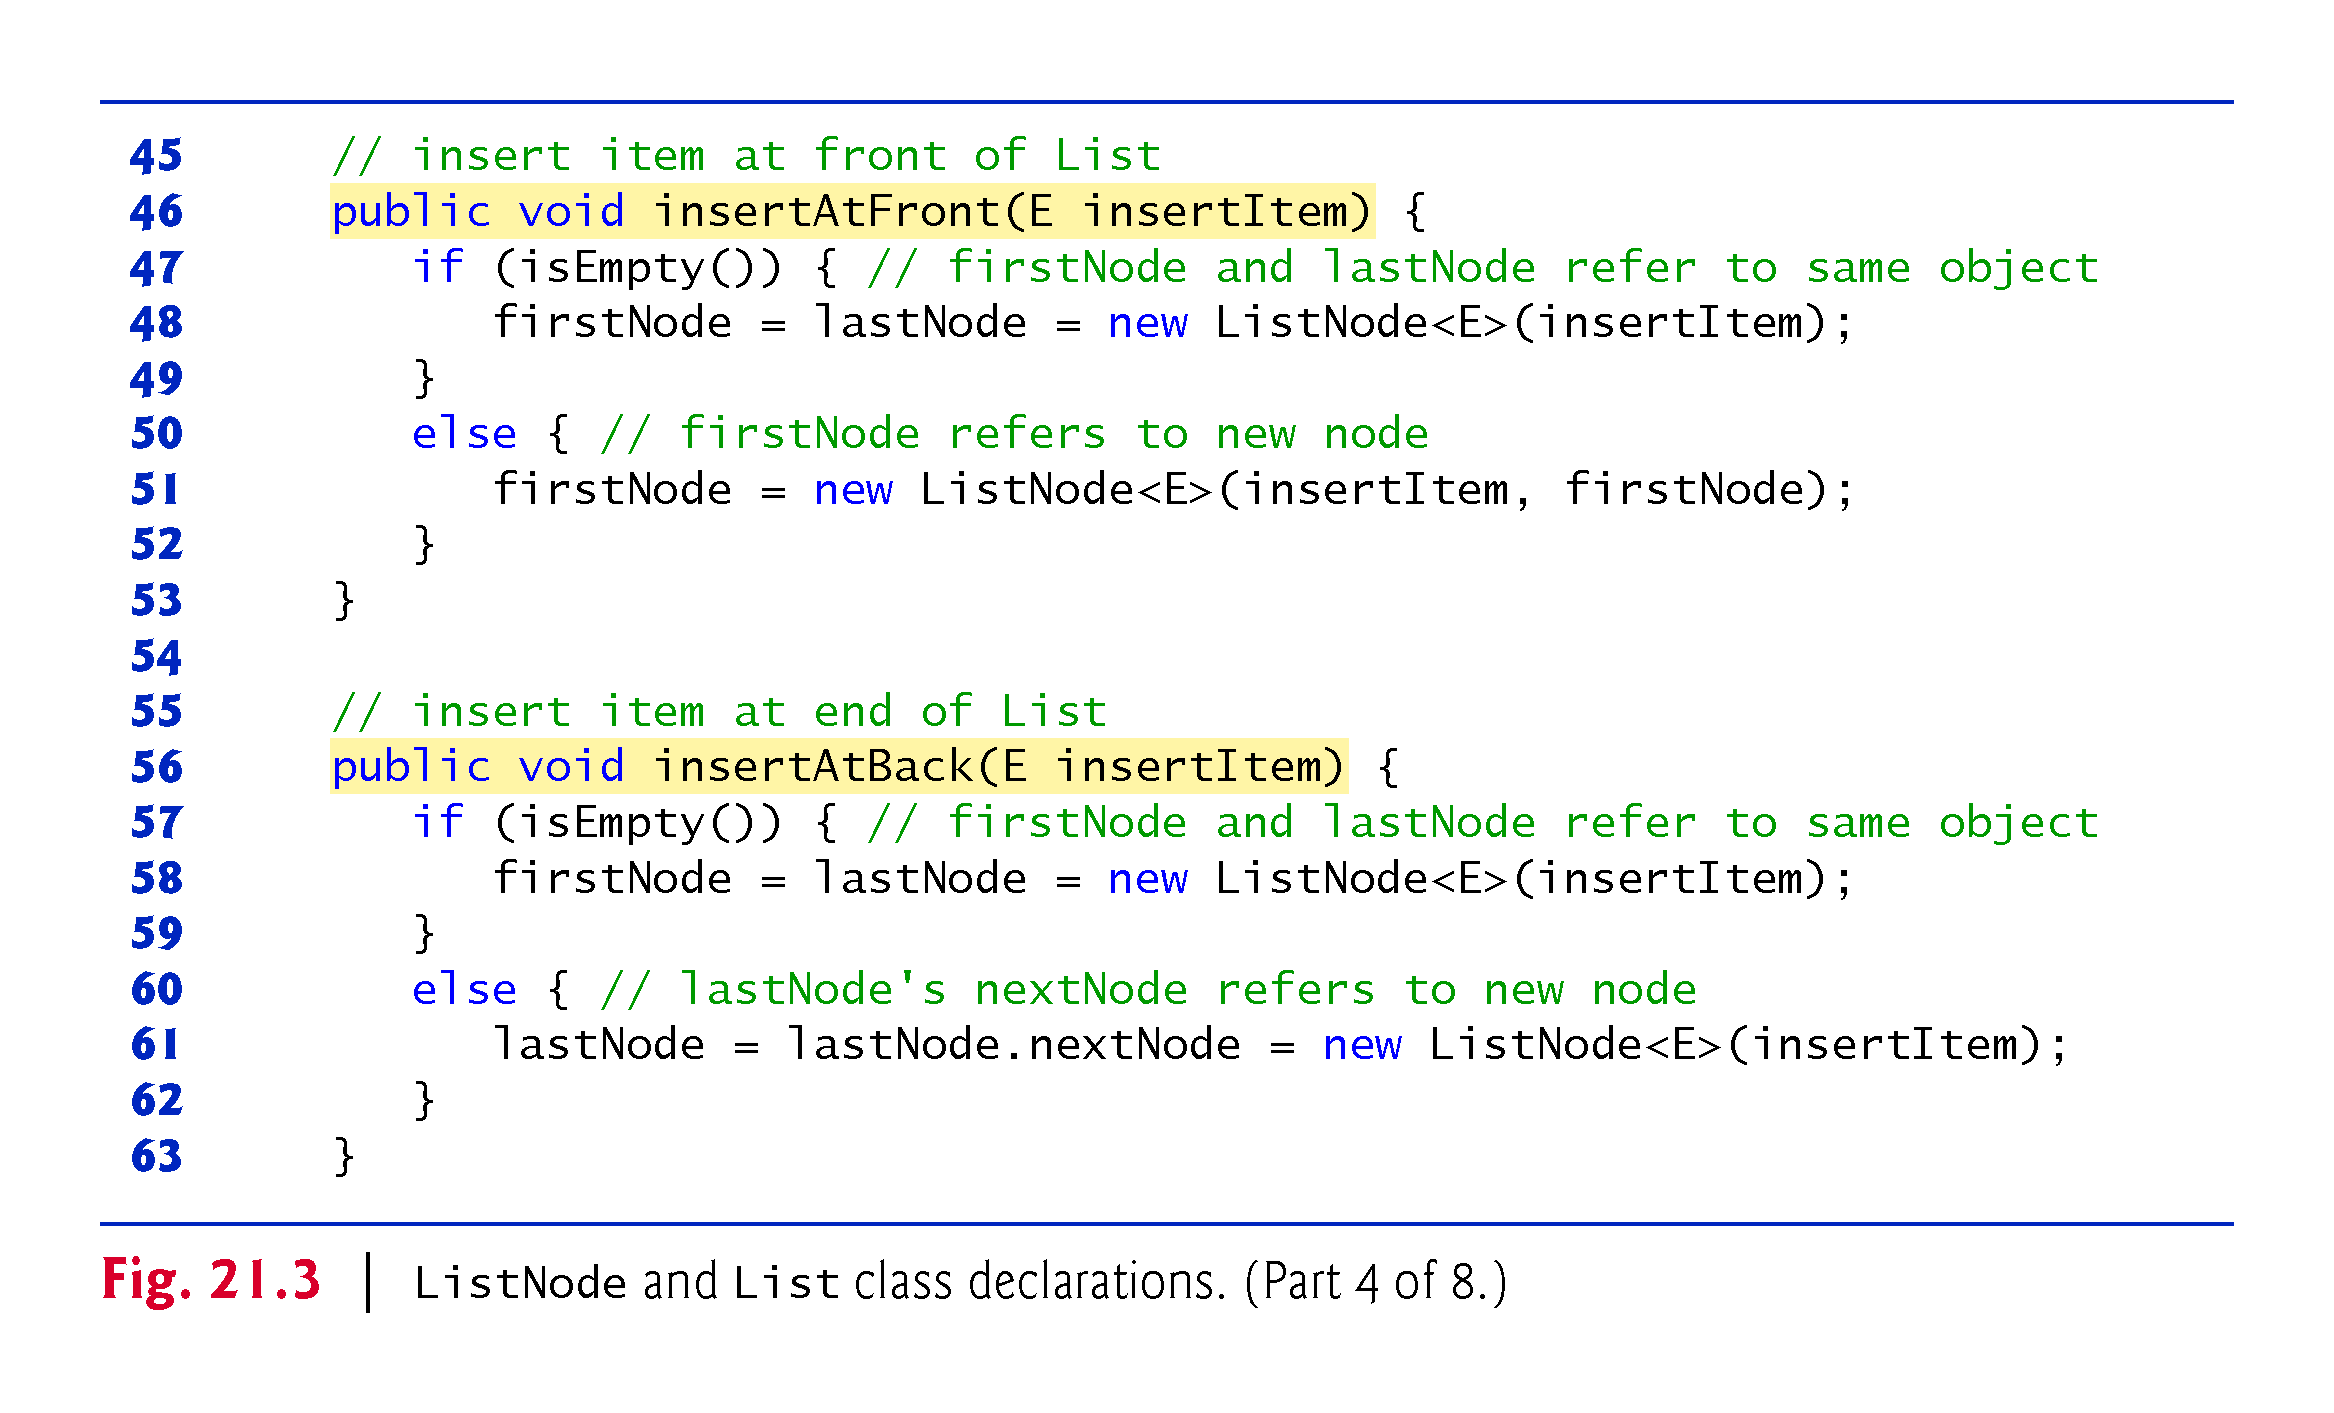 45 // insert item at front of List
46 public void insertAtFront(E insertItem) {
47 if (isEmpty()) { // firstNode and lastNode refer to same object
48 firstNode = lastNode = new ListNode<E>(insertItem);
49 }
50 else { // firstNode refers to new node
51 firstNode = new ListNode<E>(insertItem, firstNode);
52 }
53 }
54
55 // insert item at end of List
56 public void insertAtBack(E insertItem) {
57 if (isEmpty()) { // firstNode and lastNode refer to same object
58 firstNode = lastNode = new ListNode<E>(insertItem);
59 }
60 else { // lastNode's nextNode refers to new node
61 lastNode = lastNode.nextNode = new ListNode<E>(insertItem);
62 }
63 }
Fig. 21.3 | ListNode and List class declarations. (Part 4 of 8.)